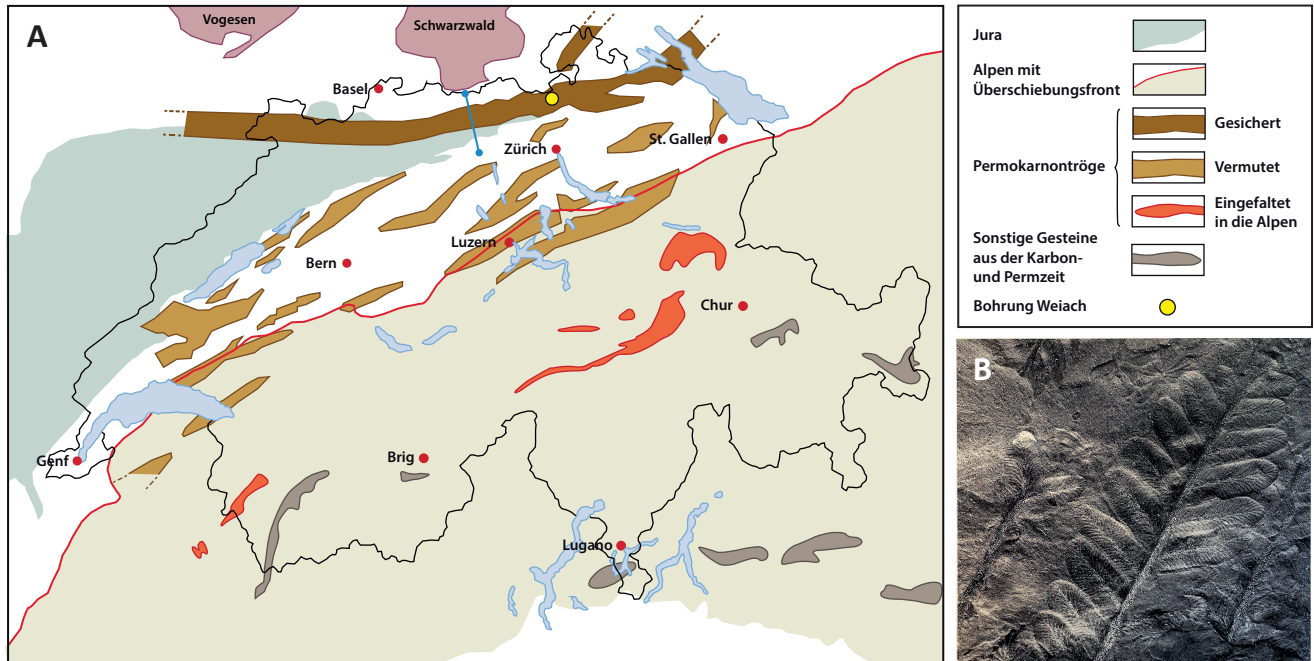 A
Vogesen
Schwarzwald
Basel
Zürich
St. Gallen
Luzern
Bern
Chur
Genf
Brig
Lugano
Jura
Alpen mit
Überschiebungsfront
Gesichert
Permokarnontröge
Vermutet
Eingefaltet
in die Alpen
Sonstige Gesteine
aus der Karbon-
und Permzeit
Bohrung Weiach
B